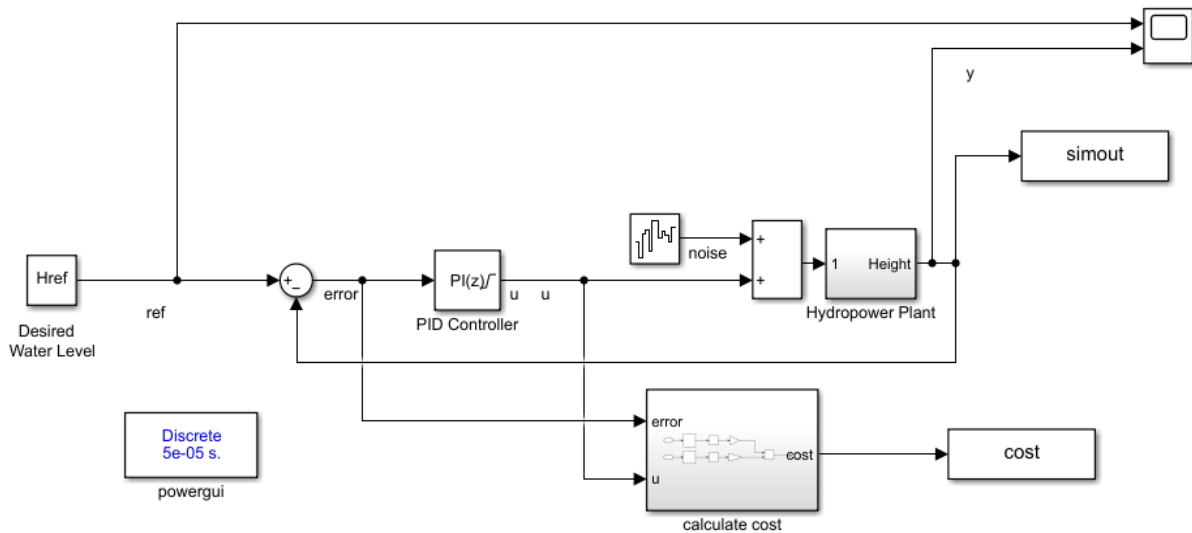 y
simout
noise
+
+
1 Height
Hydropower Plant
Href
ref
Desired
Water Level
+
−
error
PI(z)
u u
PID Controller
Discrete
5e-05 s.
powergui
error
u
cost
calculate cost
cost